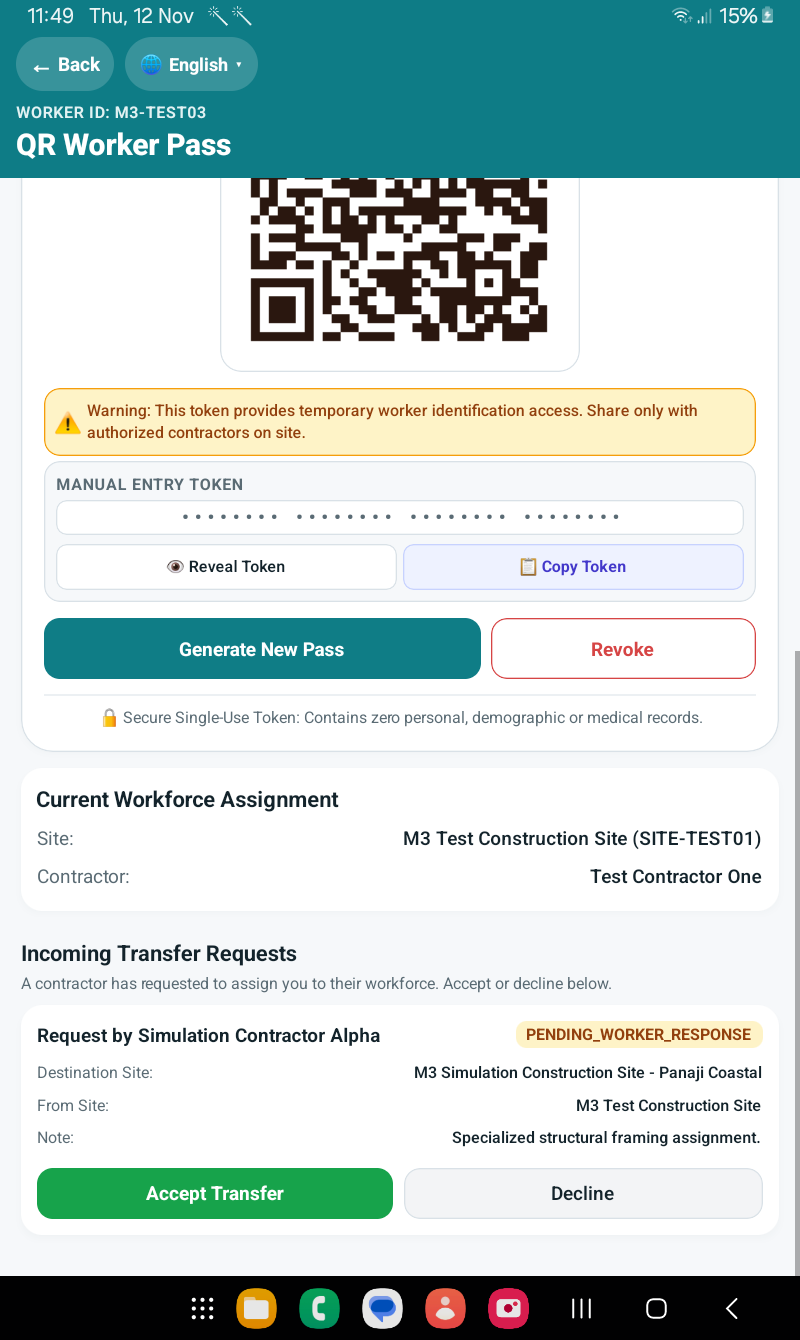 11:49 Thu, 12 Nov 15%
← Back English
WORKER ID: M3-TEST03
QR Worker Pass
Warning: This token provides temporary worker identification access. Share only with
authorized contractors on site.
MANUAL ENTRY TOKEN
•••••••• •••••••• •••••••• ••••••••
Reveal Token Copy Token
Generate New Pass Revoke
Secure Single-Use Token: Contains zero personal, demographic or medical records.
Current Workforce Assignment
Site: M3 Test Construction Site (SITE-TEST01)
Contractor: Test Contractor One
Incoming Transfer Requests
A contractor has requested to assign you to their workforce. Accept or decline below.
Request by Simulation Contractor Alpha PENDING_WORKER_RESPONSE
Destination Site: M3 Simulation Construction Site - Panaji Coastal
From Site: M3 Test Construction Site
Note: Specialized structural framing assignment.
Accept Transfer Decline